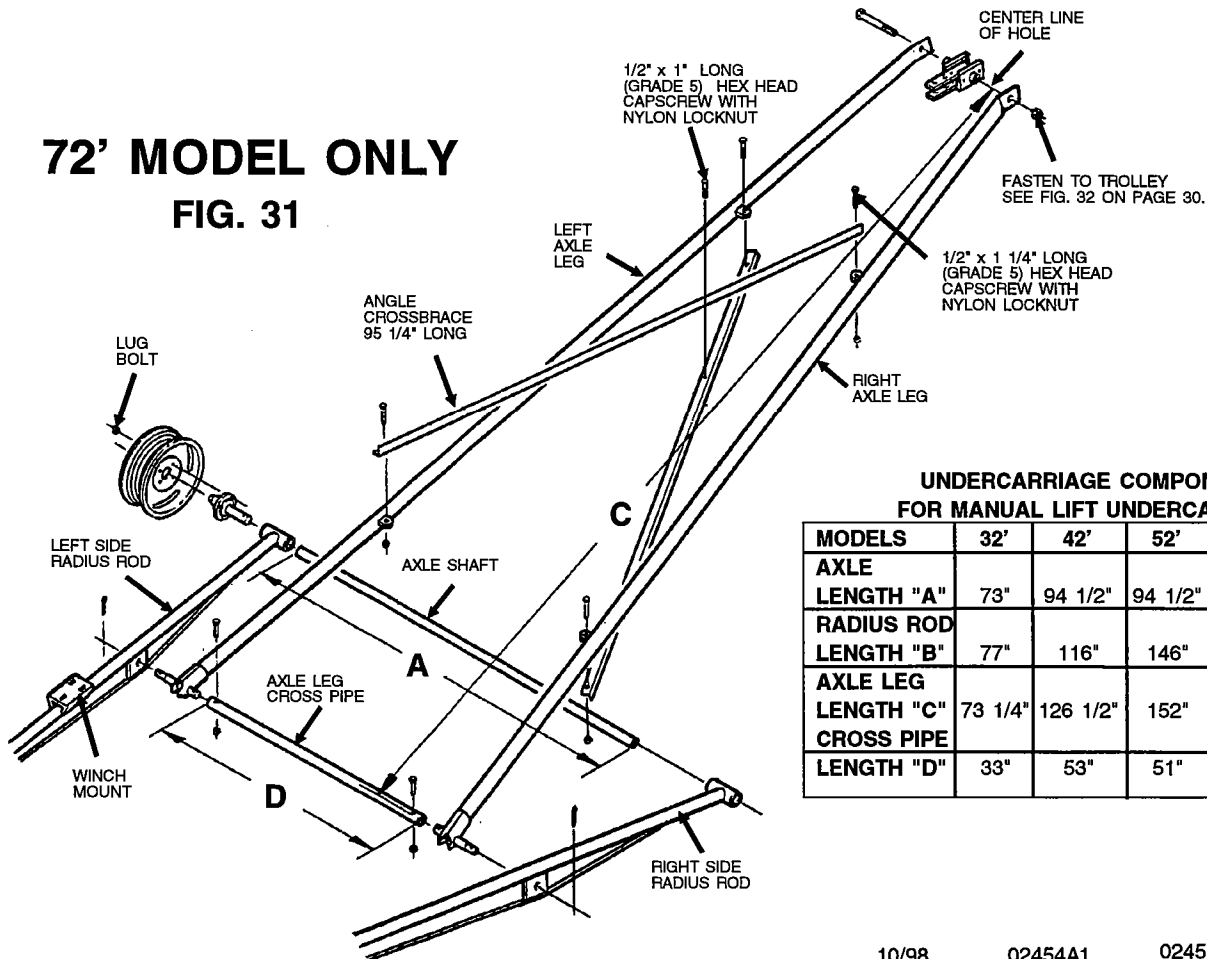 72' MODEL ONLY
FIG. 31
1/2" x 1" LONG
(GRADE 5) HEX HEAD
CAPSCREW WITH
NYLON LOCKNUT
CENTER LINE
OF HOLE
FASTEN TO TROLLEY
SEE FIG. 32 ON PAGE 30.
LEFT
AXLE
LEG
1/2" x 1 1/4" LONG
(GRADE 5) HEX HEAD
CAPSCREW WITH
NYLON LOCKNUT
ANGLE
CROSSBRACE
95 1/4" LONG
LUG
BOLT
RIGHT
AXLE LEG
C
LEFT SIDE
RADIUS ROD
AXLE SHAFT
A
AXLE LEG
CROSS PIPE
WINCH
MOUNT
D
RIGHT SIDE
RADIUS ROD
UNDERCARRIAGE COMPON
FOR MANUAL LIFT UNDERCA
MODELS 32' 42' 52'
AXLE
LENGTH "A" 73" 94 1/2" 94 1/2"
RADIUS ROD
LENGTH "B" 77" 116" 146"
AXLE LEG
LENGTH "C" 73 1/4" 126 1/2" 152"
CROSS PIPE
LENGTH "D" 33" 53" 51"
10/98 02454A1 0245